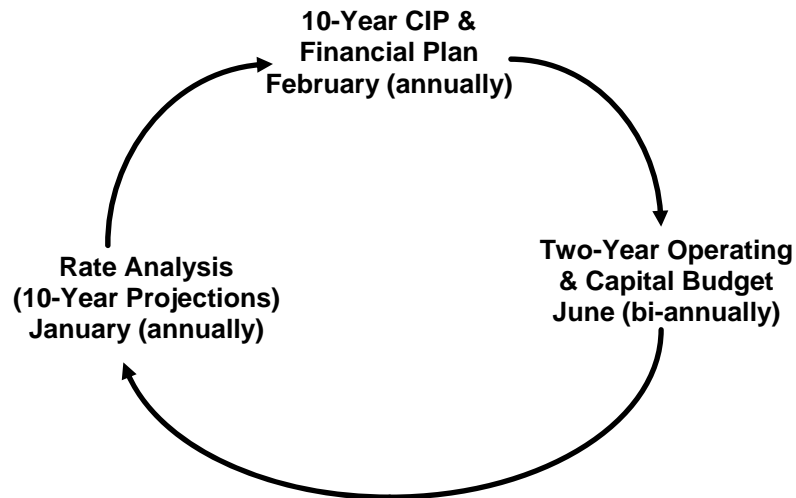 10-Year CIP &
Financial Plan
February (annually)
Two-Year Operating
& Capital Budget
June (bi-annually)
Rate Analysis
(10-Year Projections)
January (annually)